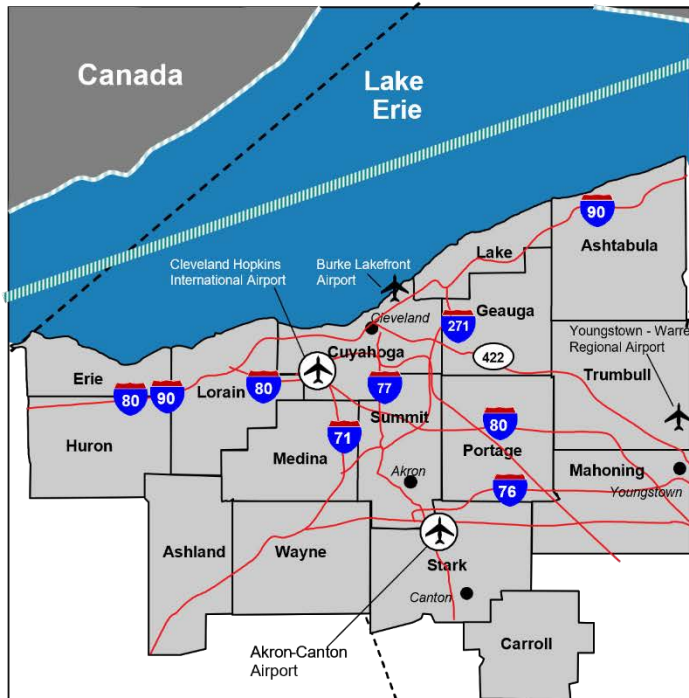 Canada
Lake
Erie
90
Ashtabula
Lake
Cleveland Hopkins
International Airport
Burke Lakefront
Airport
Geauga
Cleveland
271
Youngstown - Warre
Regional Airport
Cuyahoga
422
Trumbull
Erie
80
90
Lorain
80
77
Summit
71
80
Huron
Medina
Portage
Mahoning
Akron
76
Youngstown
Ashland
Wayne
Stark
Canton
Carroll
Akron-Canton
Airport